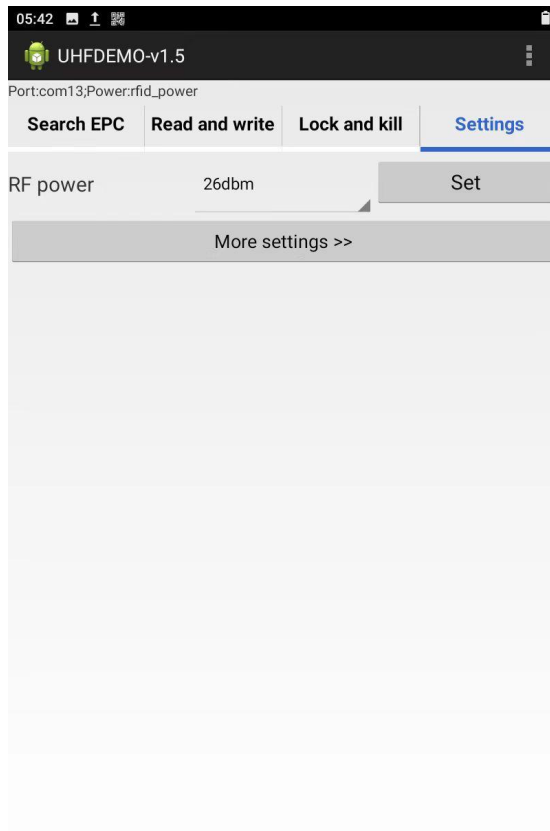 05:42
UHFDEMO-v1.5
Port:com13;Power:rfid_power
Search EPC Read and write Lock and kill Settings
RF power 26dbm Set
More settings >>